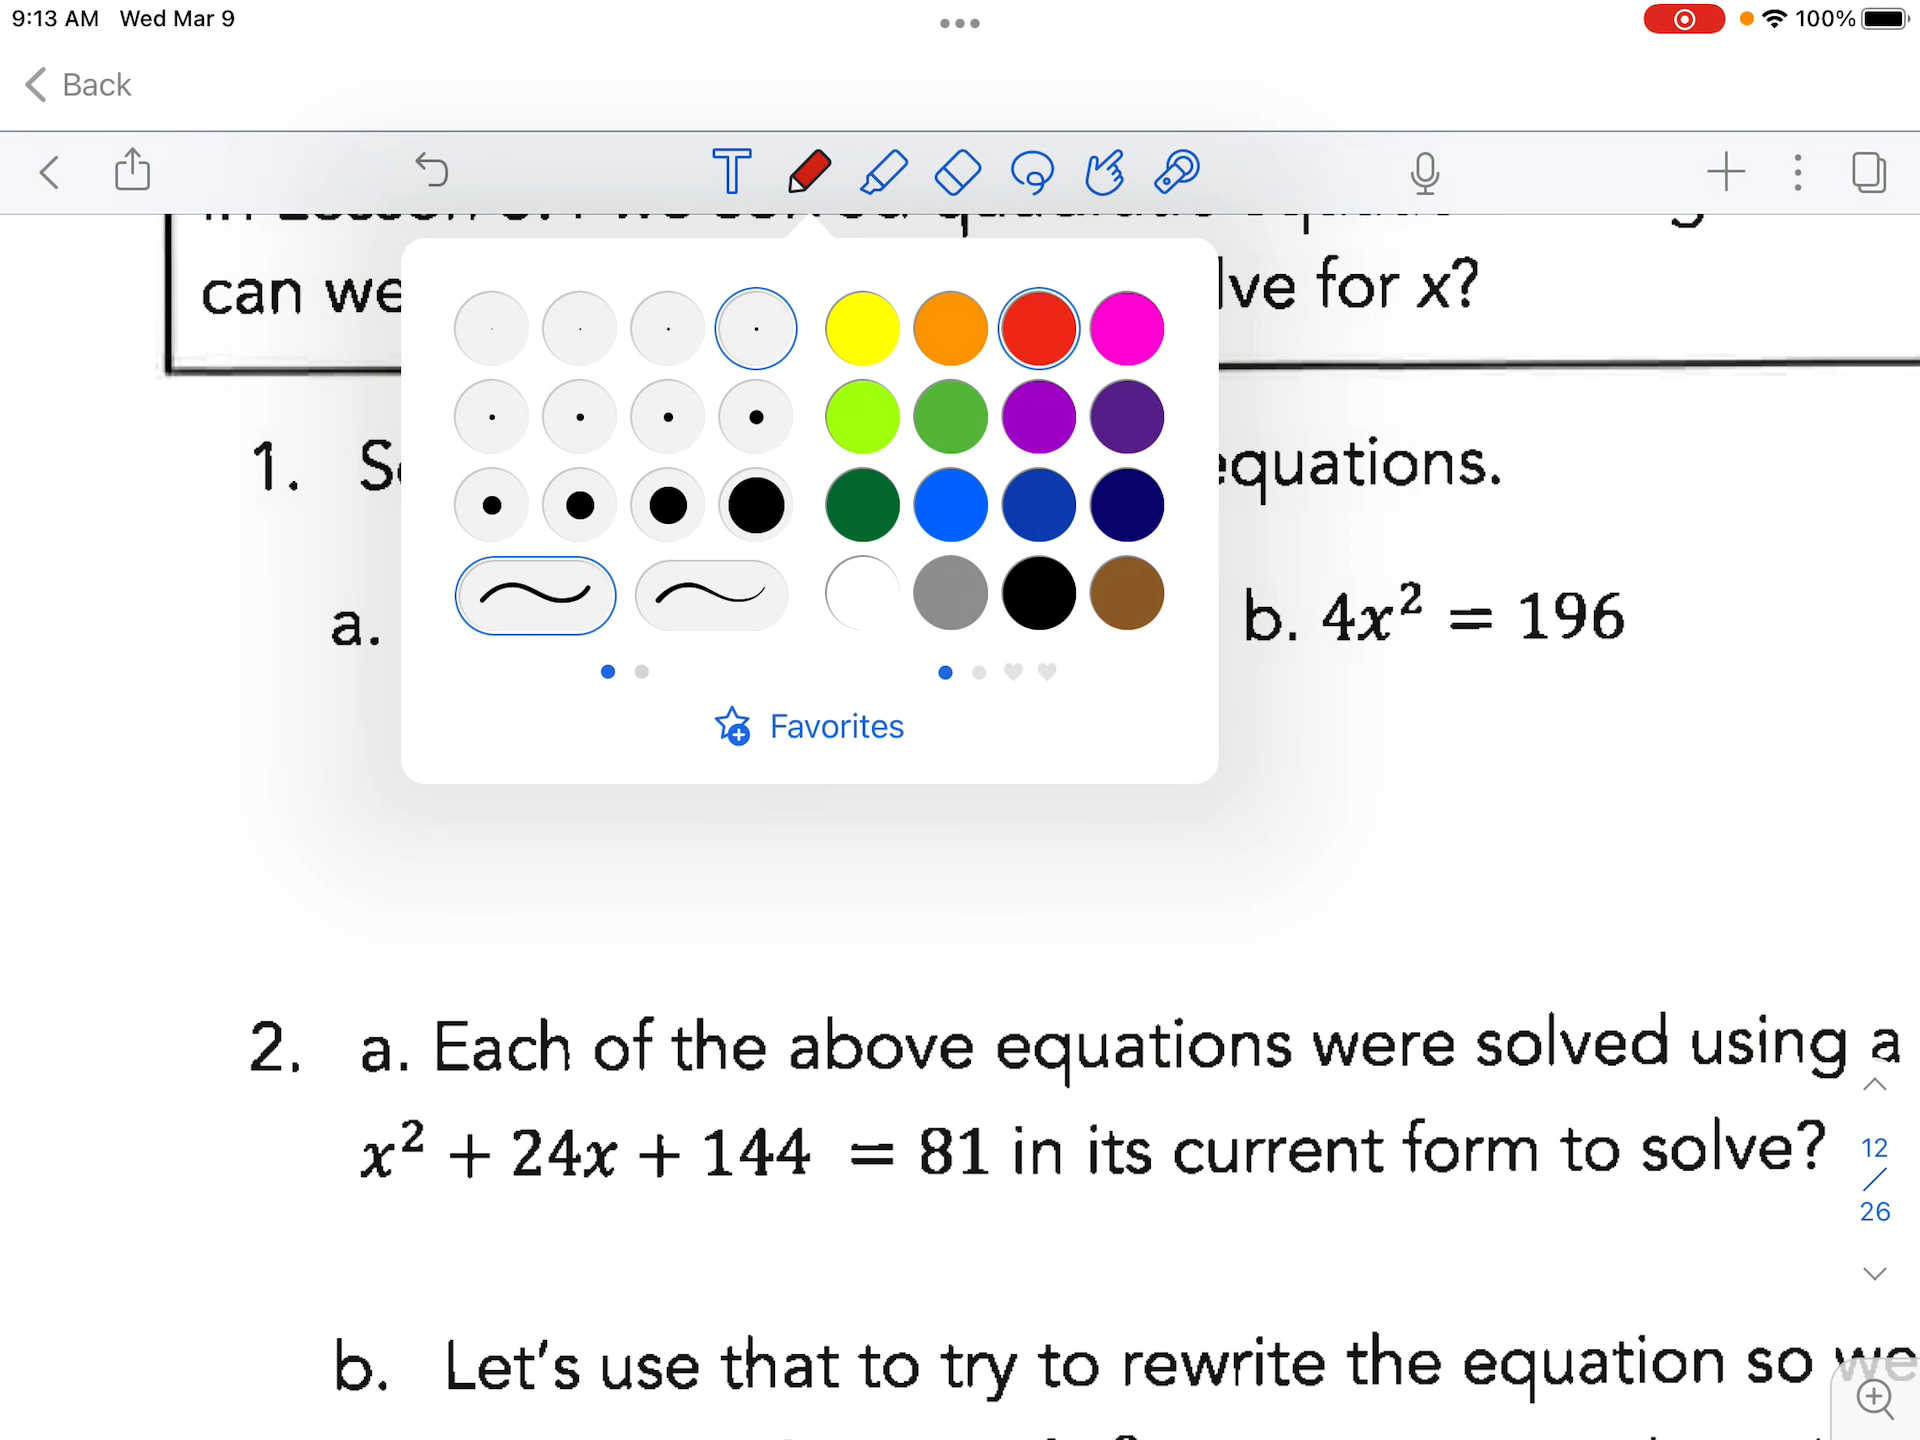 9:13 AM Wed Mar 9 100%
Back
can we lve for x?
1. S equations.
a. b. 4x² = 196
Favorites
2. a. Each of the above equations were solved using a
x² + 24x + 144 = 81 in its current form to solve?
12
/
26
b. Let's use that to try to rewrite the equation so we